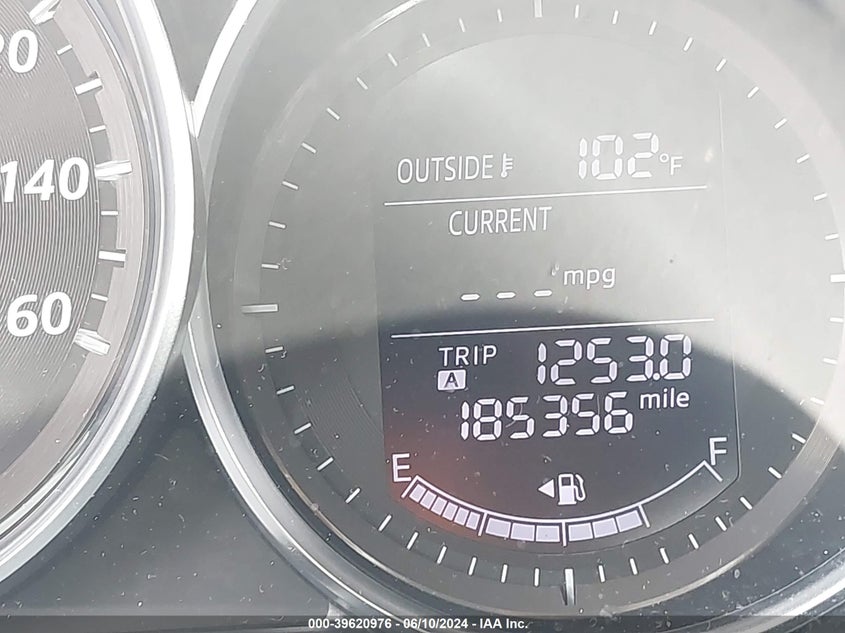 20
140
60
OUTSIDE 102°F
CURRENT
--- mpg
TRIP A 1253.0
185356 mile
E F
000-39620976 - 06/10/2024 - IAA Inc.